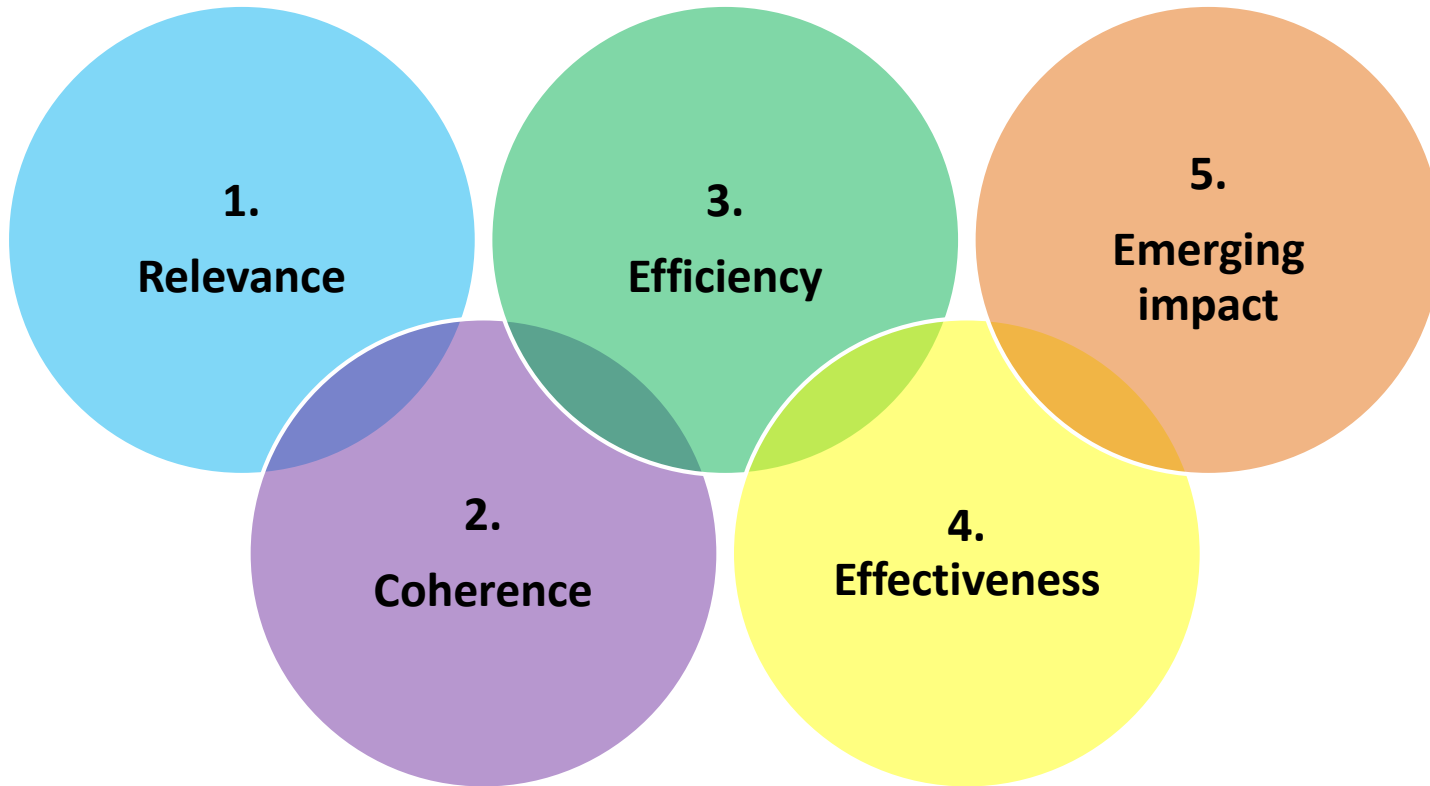 1.
Relevance
2.
Coherence
3.
Efficiency
4.
Effectiveness
5.
Emerging
impact